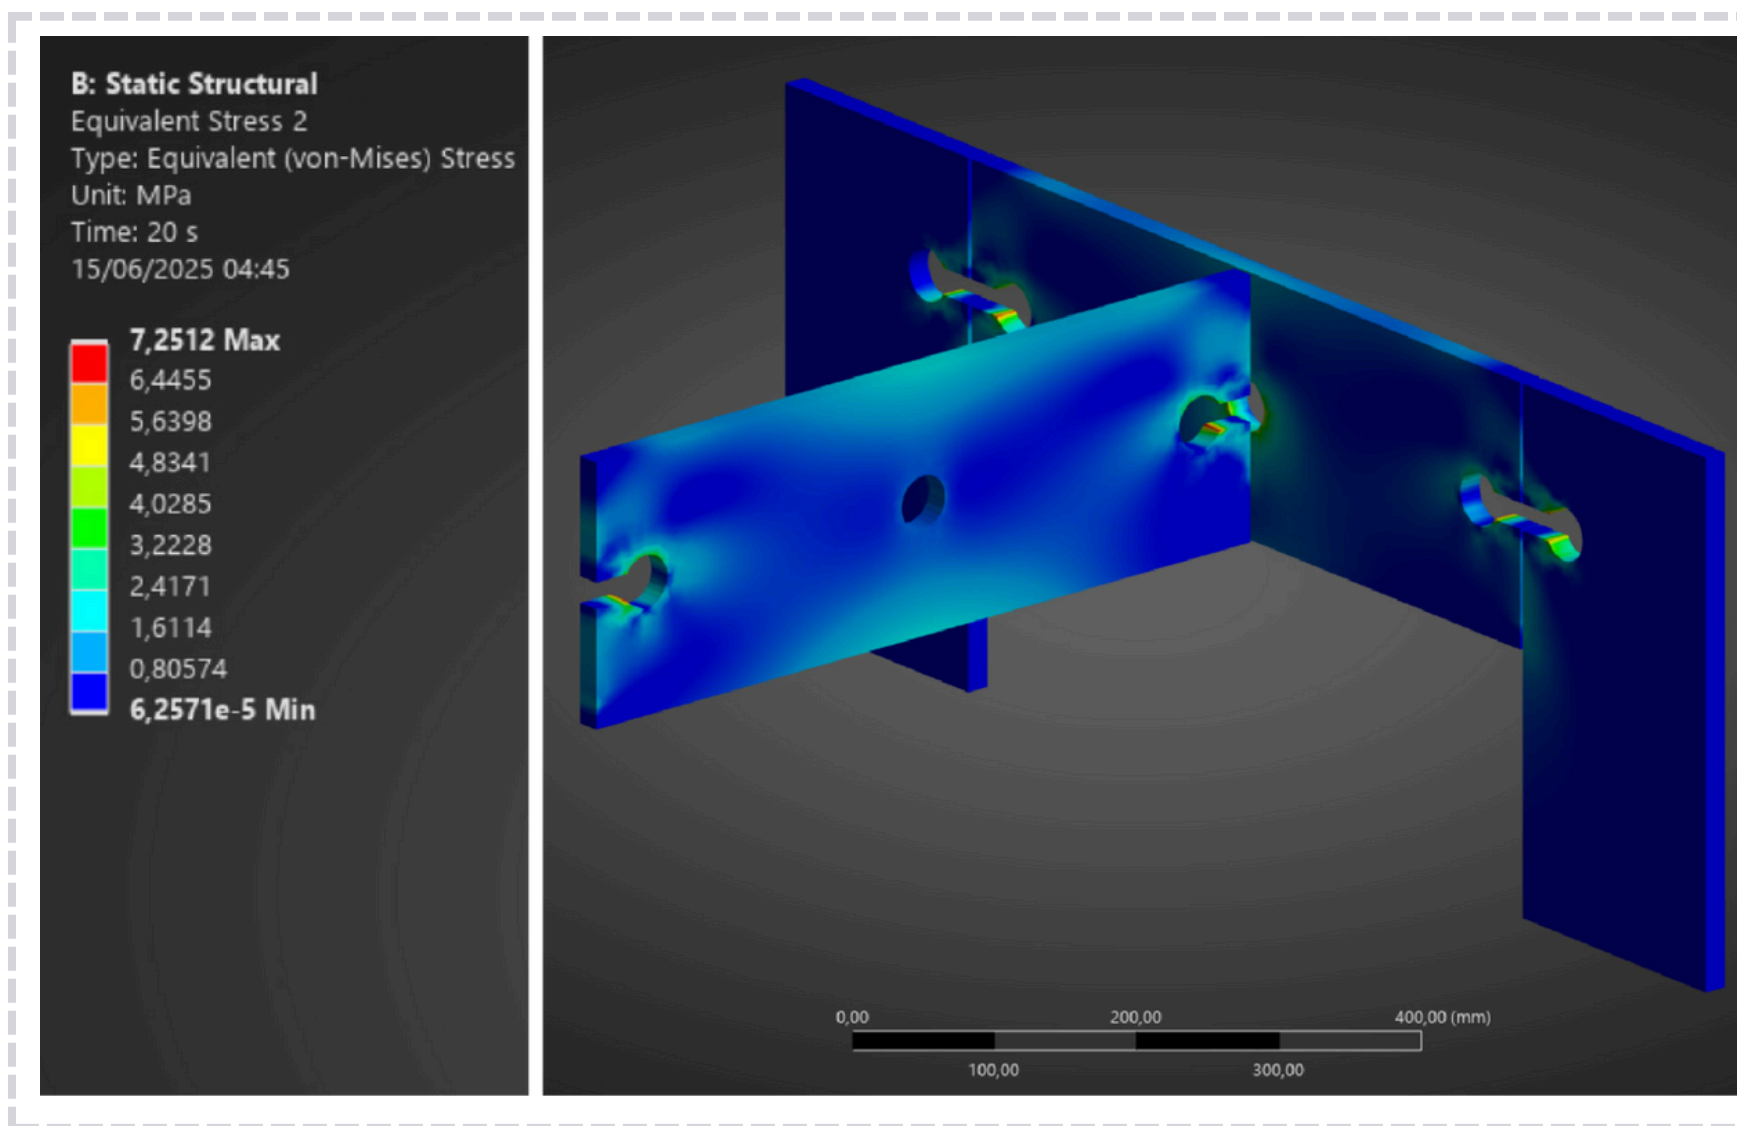 B: Static Structural
Equivalent Stress 2
Type: Equivalent (von-Mises) Stress
Unit: MPa
Time: 20 s
15/06/2025 04:45
7,2512 Max
6,4455
5,6398
4,8341
4,0285
3,2228
2,4171
1,6114
0,80574
6,2571e-5 Min
0,00 200,00 400,00 (mm)
100,00 300,00